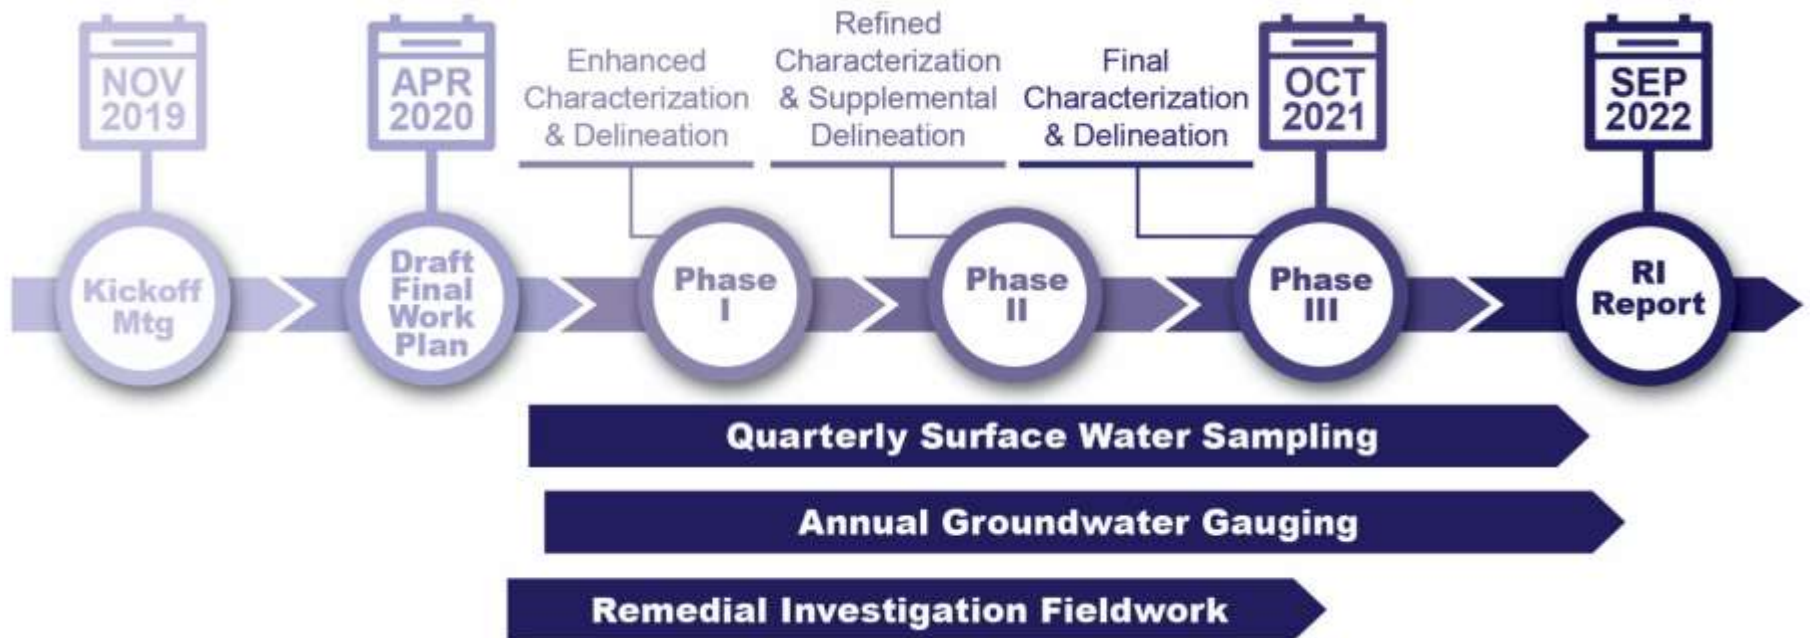 NOV
2019
APR
2020
Enhanced
Characterization
& Delineation
Refined
Characterization
& Supplemental
Delineation
Final
Characterization
& Delineation
OCT
2021
SEP
2022
Kickoff
Mtg
Draft
Final
Work
Plan
Phase
I
Phase
II
Phase
III
RI
Report
Quarterly Surface Water Sampling
Annual Groundwater Gauging
Remedial Investigation Fieldwork